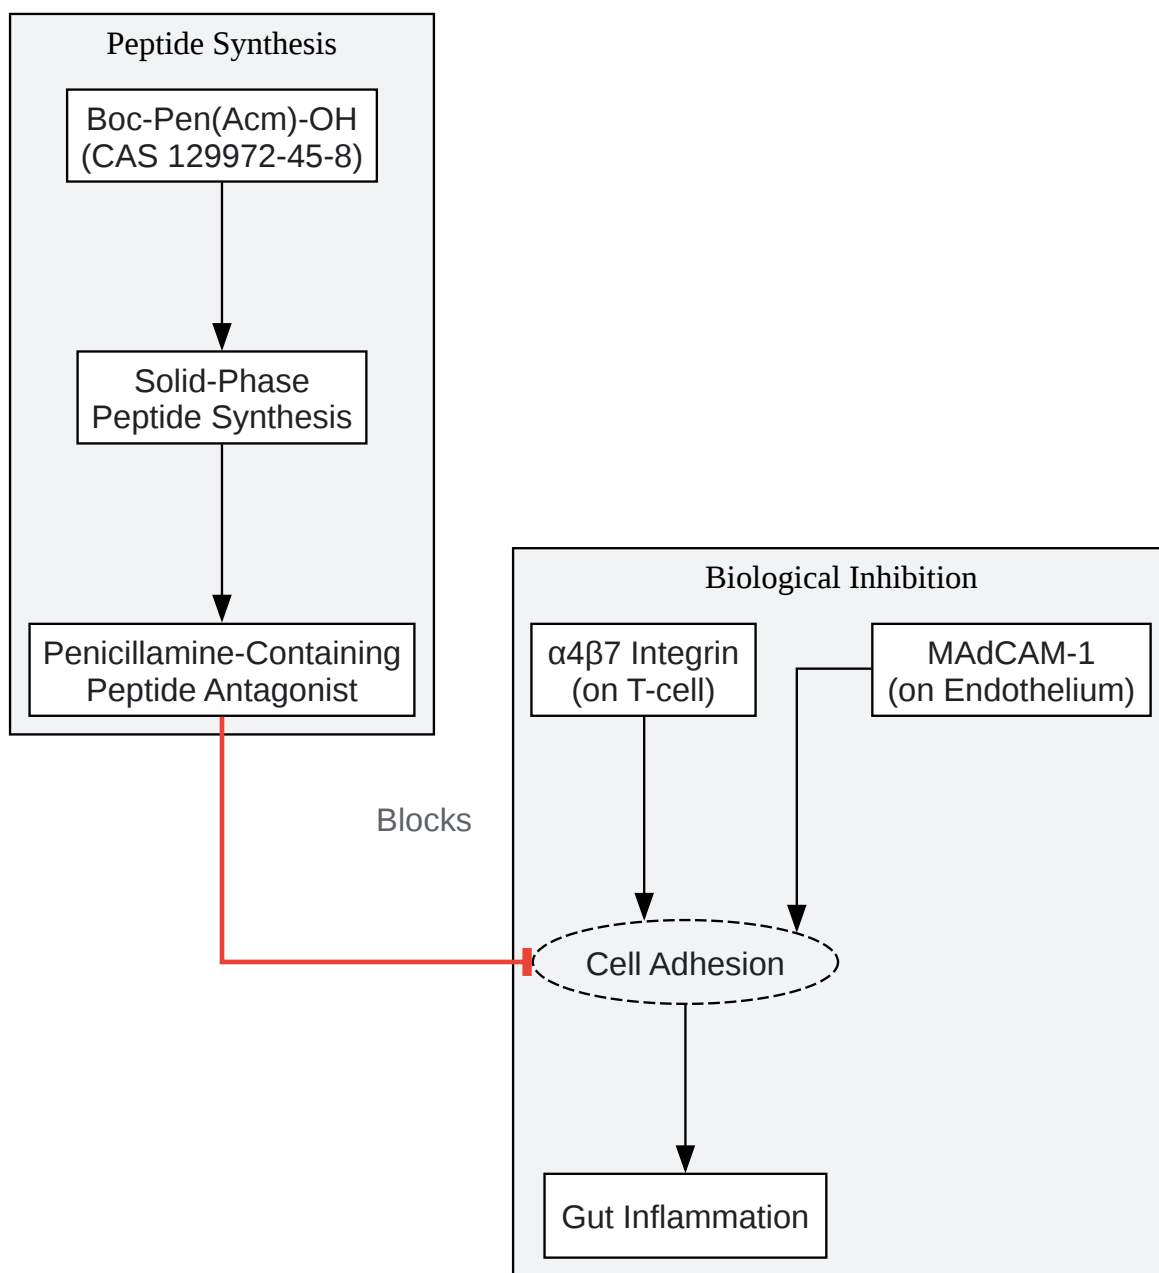 Peptide Synthesis
Boc-Pen(Acm)-OH
(CAS 129972-45-8)
Solid-Phase
Peptide Synthesis
Penicillamine-Containing
Peptide Antagonist
Blocks
Biological Inhibition
α4β7 Integrin
(on T-cell)
MAdCAM-1
(on Endothelium)
Cell Adhesion
Gut Inflammation